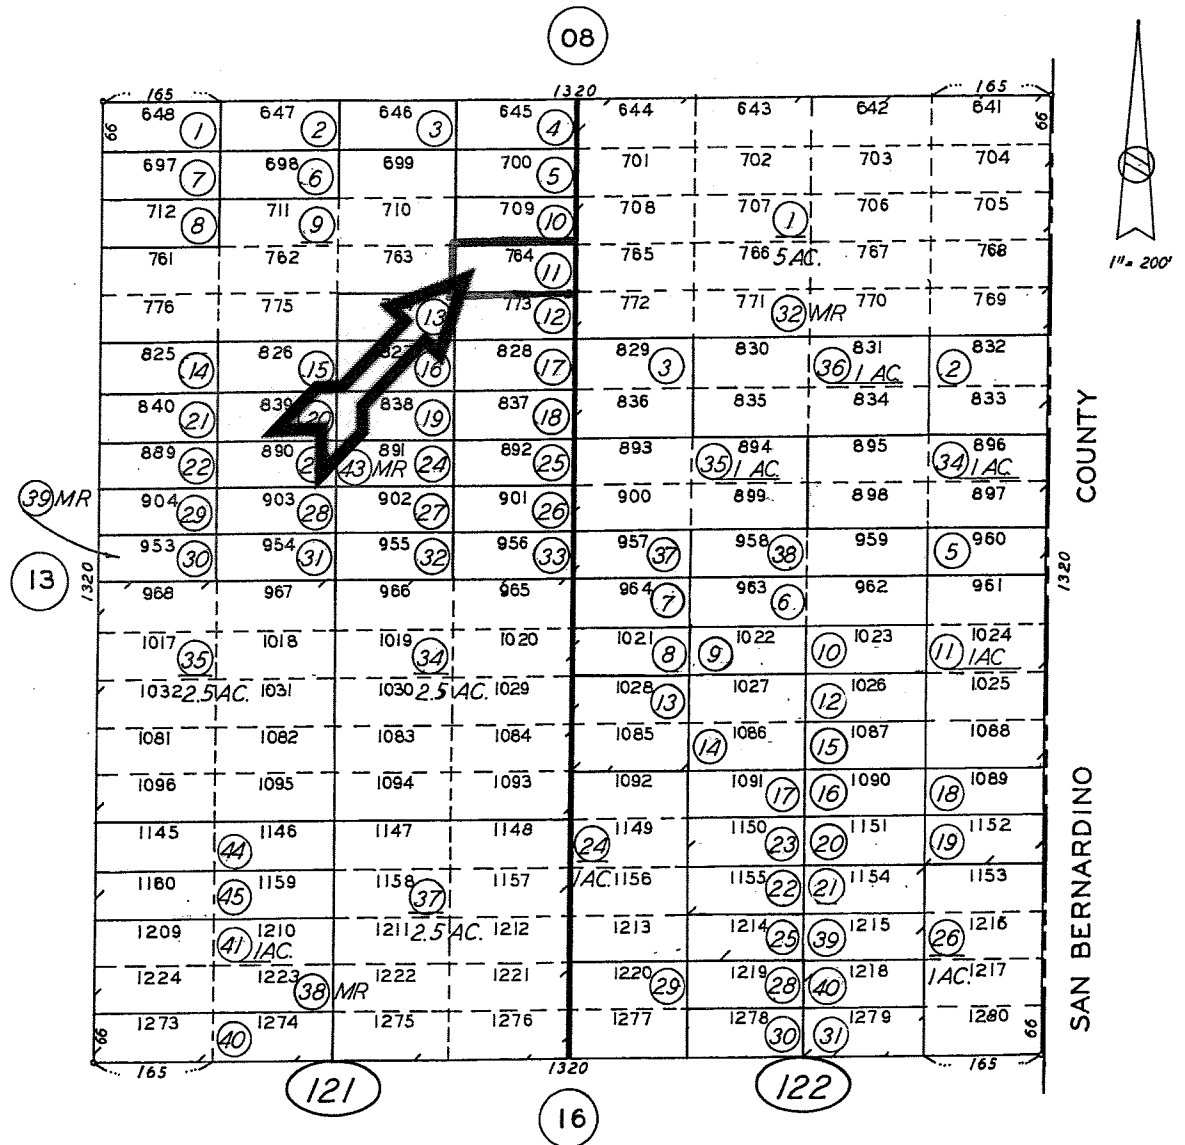 08
165 1320 165
648 647 646 645 644 643 642 641
66 1 2 3 4 66
697 698 699 700 701 702 703 704
7 6 5
712 711 710 709 708 707 706 705
8 9 10 1
761 762 763 764 765 766 5 AC. 767 768
11
1"= 200'
776 775 773 772 771 770 769
13 12 32 MR
825 826 827 828 829 830 831 832
14 15 16 17 3 36 1 AC. 2
840 839 838 837 836 835 834 833
21 20 19 18
889 890 891 892 893 894 895 896
22 43 MR 24 25 35 1 AC. 34 1 AC.
39 MR
904 903 902 901 900 899 898 897
29 28 27 26
953 954 955 956 957 958 959 960
30 31 32 33 37 38 5
13
1320
1320
968 967 966 965 964 963 962 961
7 6
1017 1018 1019 1020 1021 1022 1023 1024
35 34 8 9 10 11 1AC
1032 2.5 AC. 1031 1030 2.5 AC. 1029 1028 1027 1026 1025
13 12
1081 1082 1083 1084 1085 1086 1087 1088
14 15
1096 1095 1094 1093 1092 1091 1090 1089
17 16 18
1145 1146 1147 1148 1149 1150 1151 1152
44 24 23 20 19
1160 1159 1158 1157 1AC. 1156 1155 1154 1153
45 37 22 21
1209 1210 1211 2.5 AC. 1212 1213 1214 1215 1216
41 1AC. 25 39 26
1224 1223 1222 1221 1220 1219 1218 1AC. 1217
38 MR 29 28 40
1273 1274 1275 1276 1277 1278 1279 1280
66 40 30 31 66
165 1320 165
121 122
16
SAN BERNARDINO COUNTY